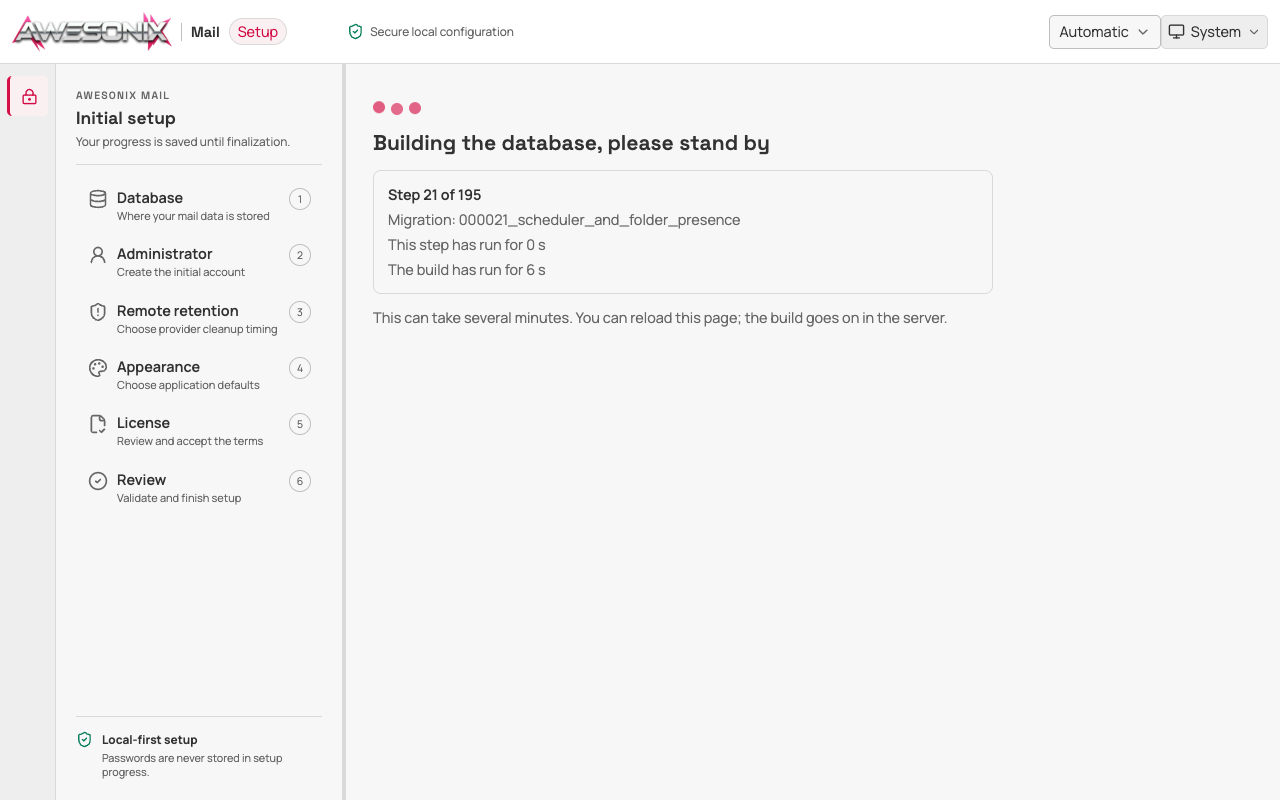 AWESONIX
Mail
Setup
Secure local configuration
Automatic
System
AWESONIX MAIL
Initial setup
Your progress is saved until finalization.
Database
1
Where your mail data is stored
Administrator
2
Create the initial account
Remote retention
3
Choose provider cleanup timing
Appearance
4
Choose application defaults
License
5
Review and accept the terms
Review
6
Validate and finish setup
Local-first setup
Passwords are never stored in setup
progress.
Building the database, please stand by
Step 21 of 195
Migration: 000021_scheduler_and_folder_presence
This step has run for 0 s
The build has run for 6 s
This can take several minutes. You can reload this page; the build goes on in the server.